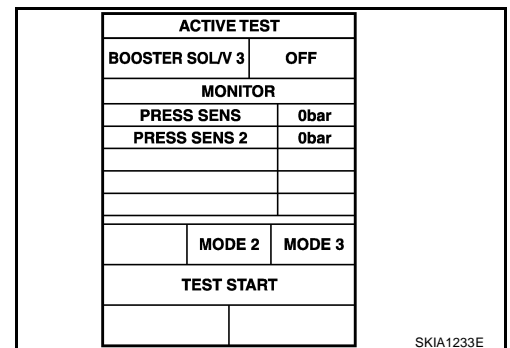 ACTIVE TEST
BOOSTER SOL/V 3 OFF
MONITOR
PRESS SENS 0bar
PRESS SENS 2 0bar
MODE 2 MODE 3
TEST START
SKIA1233E